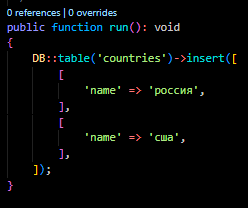 0 references | 0 overrides
public function run(): void
{
    DB::table('countries')->insert([
        [
            'name' => 'россия',
        ],
        [
            'name' => 'сша',
        ],
    ]);
}